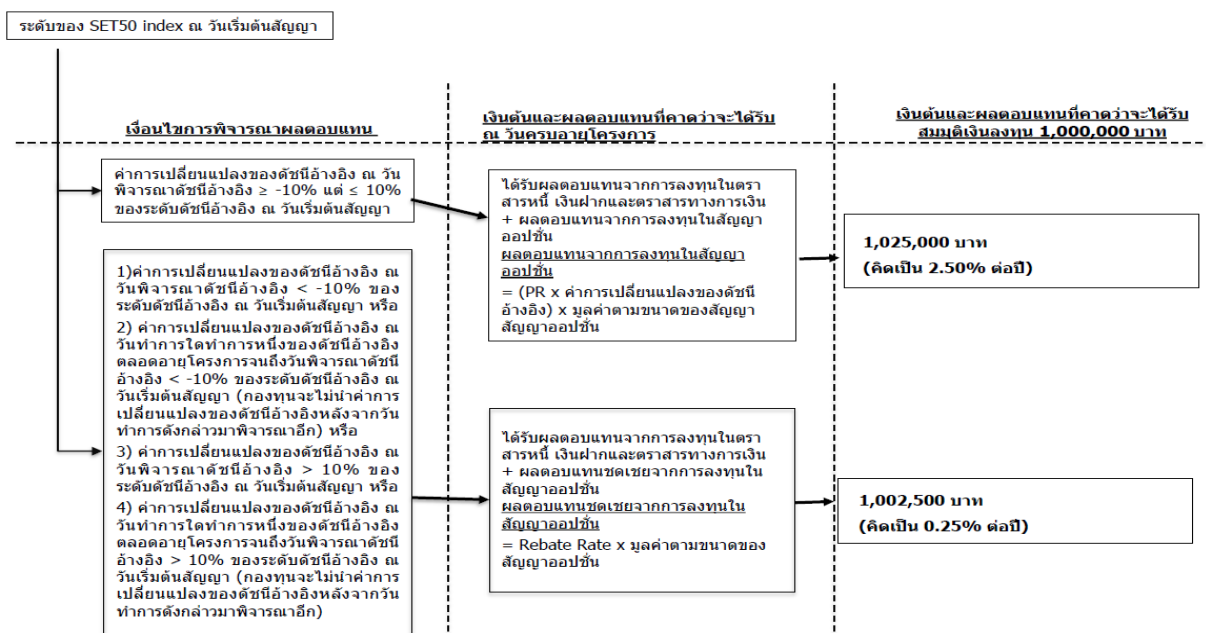 ระดับของ SET50 index ณ วันเริ่มต้นสัญญา
เงื่อนไขการพิจารณาผลตอบแทน
ค่าการเปลี่ยนแปลงของดัชนีอ้างอิง ณ วัน
พิจารณาดัชนีอ้างอิง ≥ -10% แต่ ≤ 10%
ของระดับดัชนีอ้างอิง ณ วันเริ่มต้นสัญญา
1)ค่าการเปลี่ยนแปลงของดัชนีอ้างอิง ณ
วันพิจารณาดัชนีอ้างอิง < -10% ของ
ระดับดัชนีอ้างอิง ณ วันเริ่มต้นสัญญา หรือ
2) ค่าการเปลี่ยนแปลงของดัชนีอ้างอิง ณ
วันทำการใดทำการหนึ่งของดัชนีอ้างอิง
ตลอดอายุโครงการจนถึงวันพิจารณาดัชนี
อ้างอิง < -10% ของระดับดัชนีอ้างอิง ณ
วันเริ่มต้นสัญญา (กองทุนจะไม่นำค่าการ
เปลี่ยนแปลงของดัชนีอ้างอิงหลังจากวัน
ทำการดังกล่าวมาพิจารณาอีก) หรือ
3) ค่าการเปลี่ยนแปลงของดัชนีอ้างอิง ณ
วันพิจารณาดัชนีอ้างอิง > 10% ของ
ระดับดัชนีอ้างอิง ณ วันเริ่มต้นสัญญา หรือ
4) ค่าการเปลี่ยนแปลงของดัชนีอ้างอิง ณ
วันทำการใดทำการหนึ่งของดัชนีอ้างอิง
ตลอดอายุโครงการจนถึงวันพิจารณาดัชนี
อ้างอิง > 10% ของระดับดัชนีอ้างอิง ณ
วันเริ่มต้นสัญญา (กองทุนจะไม่นำค่าการ
เปลี่ยนแปลงของดัชนีอ้างอิงหลังจากวัน
ทำการดังกล่าวมาพิจารณาอีก)
เงินต้นและผลตอบแทนที่คาดว่าจะได้รับ
ณ วันครบอายุโครงการ
ได้รับผลตอบแทนจากการลงทุนในตรา
สารหนี้ เงินฝากและตราสารทางการเงิน
+ ผลตอบแทนจากการลงทุนในสัญญา
ออปชั่น
ผลตอบแทนจากการลงทุนในสัญญา
ออปชั่น
= (PR x ค่าการเปลี่ยนแปลงของดัชนี
อ้างอิง) x มูลค่าตามขนาดของสัญญา
สัญญาออปชั่น
ได้รับผลตอบแทนจากการลงทุนในตรา
สารหนี้ เงินฝากและตราสารทางการเงิน
+ ผลตอบแทนชดเชยจากการลงทุนใน
สัญญาออปชั่น
ผลตอบแทนชดเชยจากการลงทุนใน
สัญญาออปชั่น
= Rebate Rate x มูลค่าตามขนาดของ
สัญญาออปชั่น
เงินต้นและผลตอบแทนที่คาดว่าจะได้รับ
สมมุติเงินลงทุน 1,000,000 บาท
1,025,000 บาท
(คิดเป็น 2.50% ต่อปี)
1,002,500 บาท
(คิดเป็น 0.25% ต่อปี)